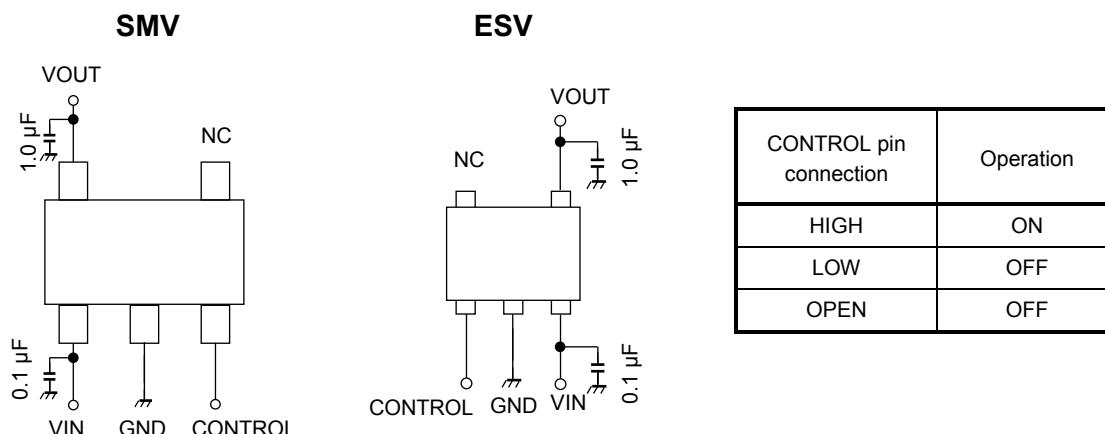 SMV
VOUT
1.0 µF
NC
0.1 µF
VIN
GND
CONTROL
ESV
VOUT
NC
1.0 µF
0.1 µF
CONTROL
GND
VIN
CONTROL pin
connection
Operation
HIGH
ON
LOW
OFF
OPEN
OFF